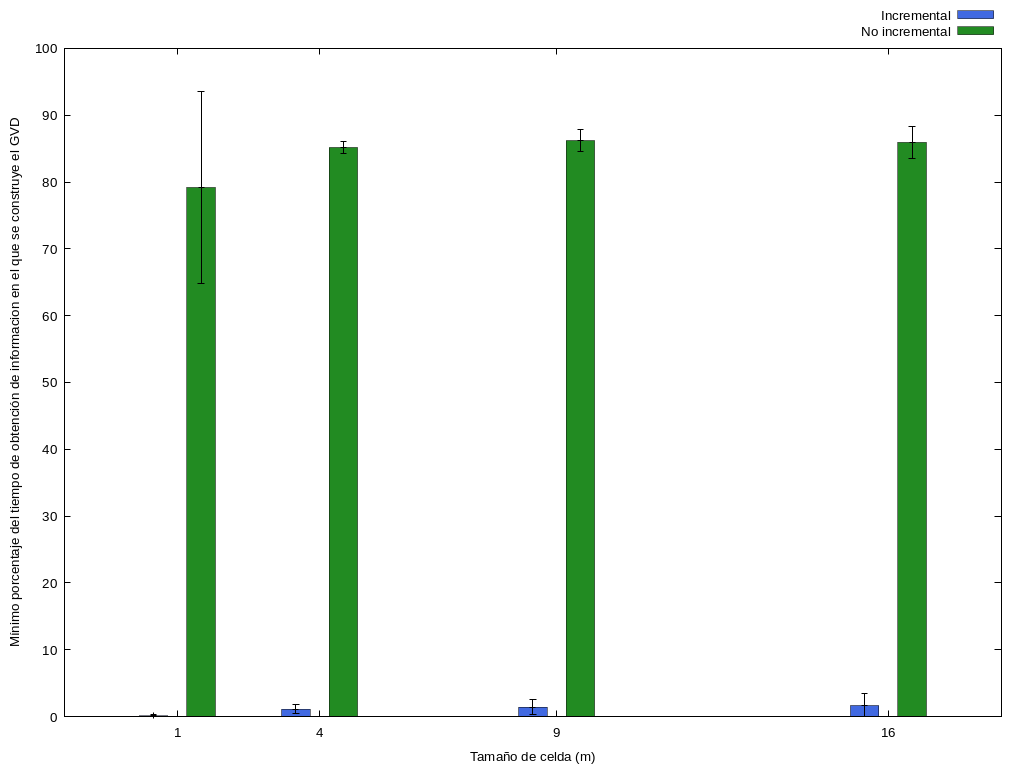 Incremental
No incremental
100
90
80
70
60
50
40
30
20
10
0
Mínimo porcentaje del tiempo de obtención de informacion en el que se construye el GVD
1 4 9 16
Tamaño de celda (m)